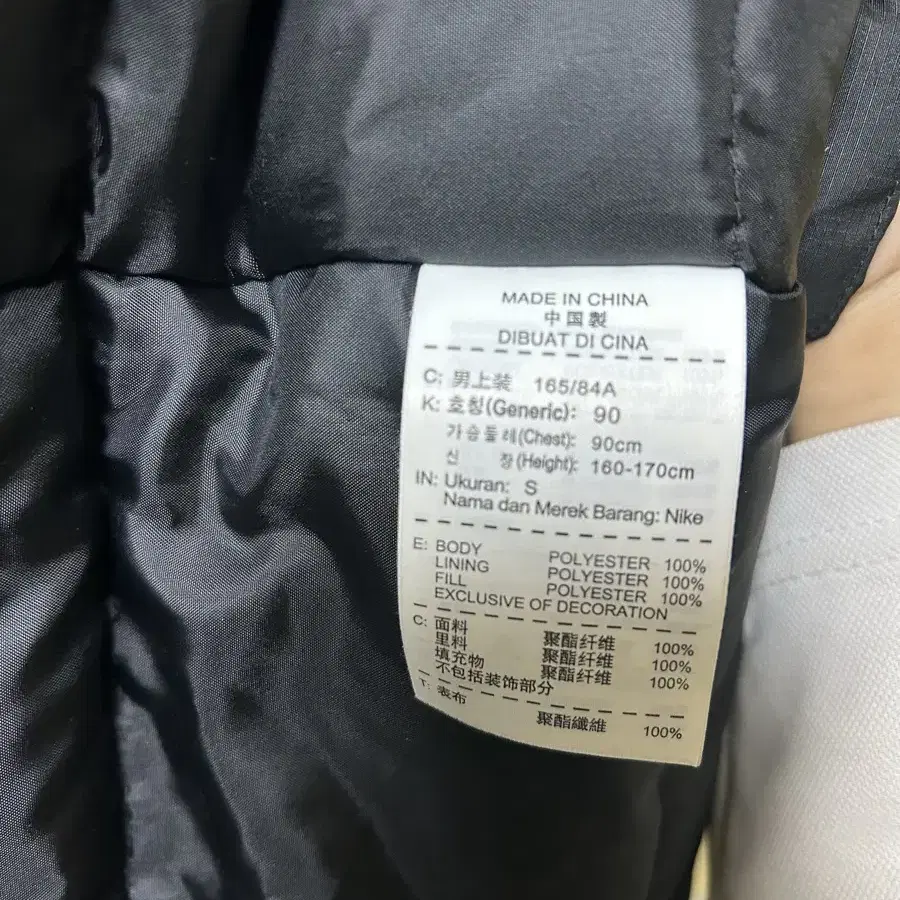 MADE IN CHINA
中国製
DIBUAT DI CINA
C: 男上装 165/84A
K: 호칭(Generic): 90
가슴둘레(Chest): 90cm
신 장(Height): 160-170cm
IN: Ukuran: S
Nama dan Merek Barang: Nike
E: BODY POLYESTER 100%
LINING POLYESTER 100%
FILL POLYESTER 100%
EXCLUSIVE OF DECORATION
C: 面料 聚酯纤维 100%
里料 聚酯纤维 100%
填充物 聚酯纤维 100%
不包括装饰部分
T: 表布 聚酯纖維 100%